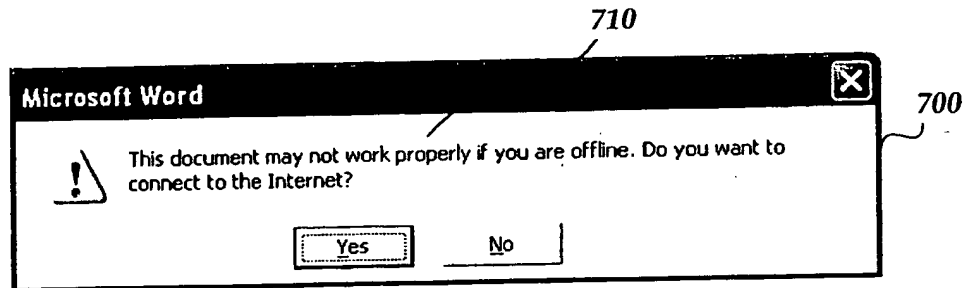 710
Microsoft Word
700
This document may not work properly if you are offline. Do you want to
connect to the Internet?
Yes
No